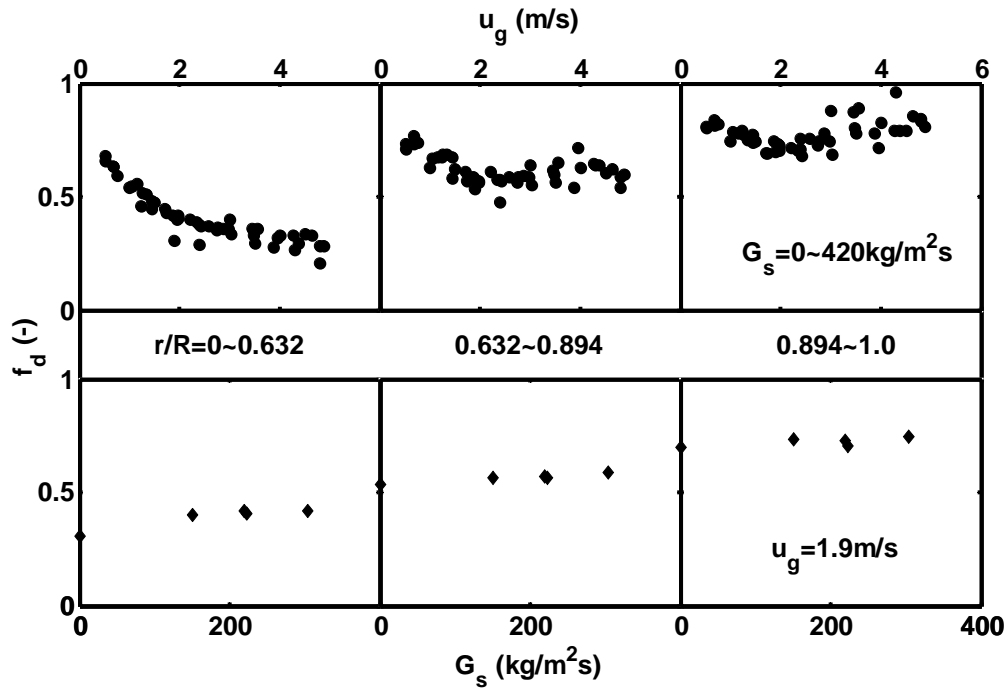 u_g (m/s)
0 2 4 0 2 4 0 2 4 6
1
0.5
0
G_s=0~420kg/m²s
f_d (-)
r/R=0~0.632 0.632~0.894 0.894~1.0
1
0.5
0
u_g=1.9m/s
0 200 0 200 0 200 400
G_s (kg/m²s)